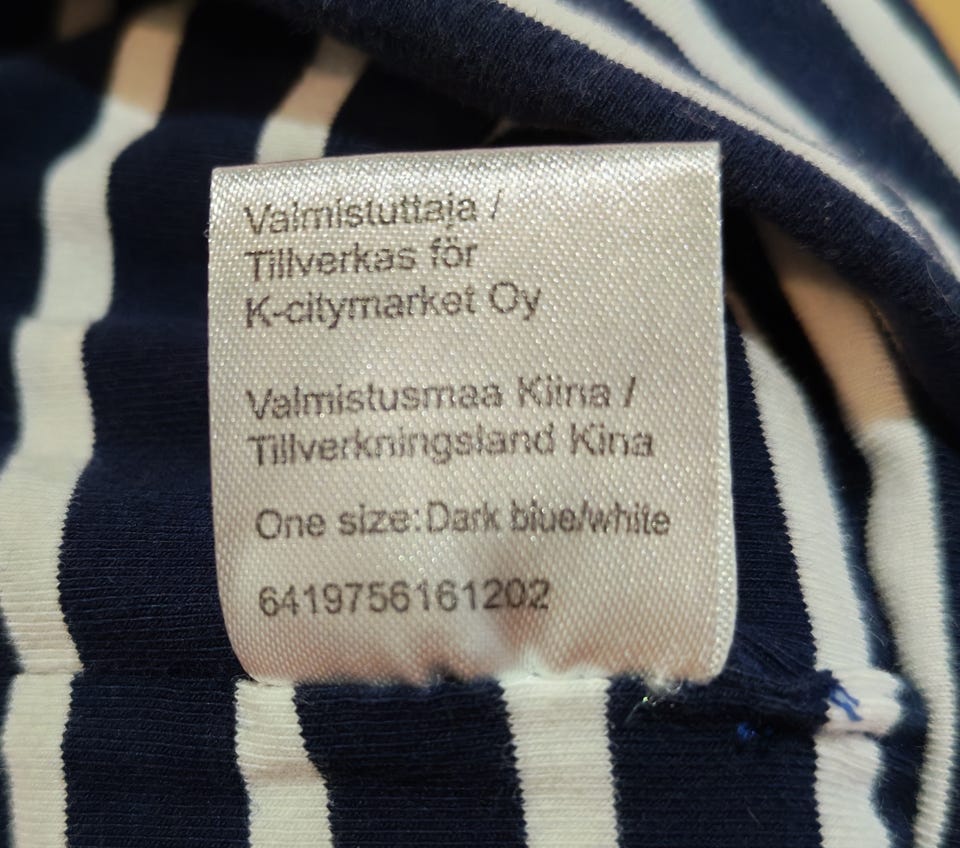 Valmistuttaja /
Tillverkas för
K-citymarket Oy
Valmistusmaa Kiina /
Tillverkningsland Kina
One size:Dark blue/white
6419756161202